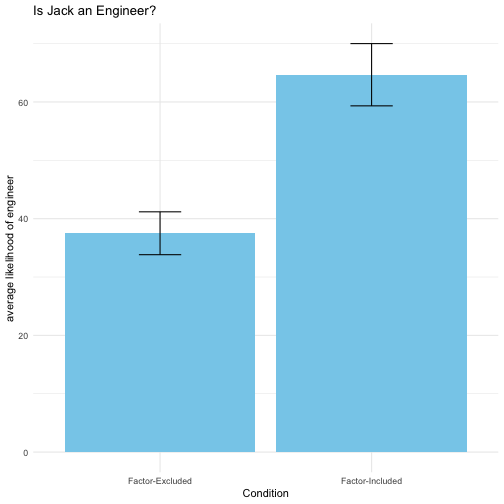 Is Jack an Engineer?
average likelihood of engineer
60
40
20
0
Factor-Excluded
Factor-Included
Condition